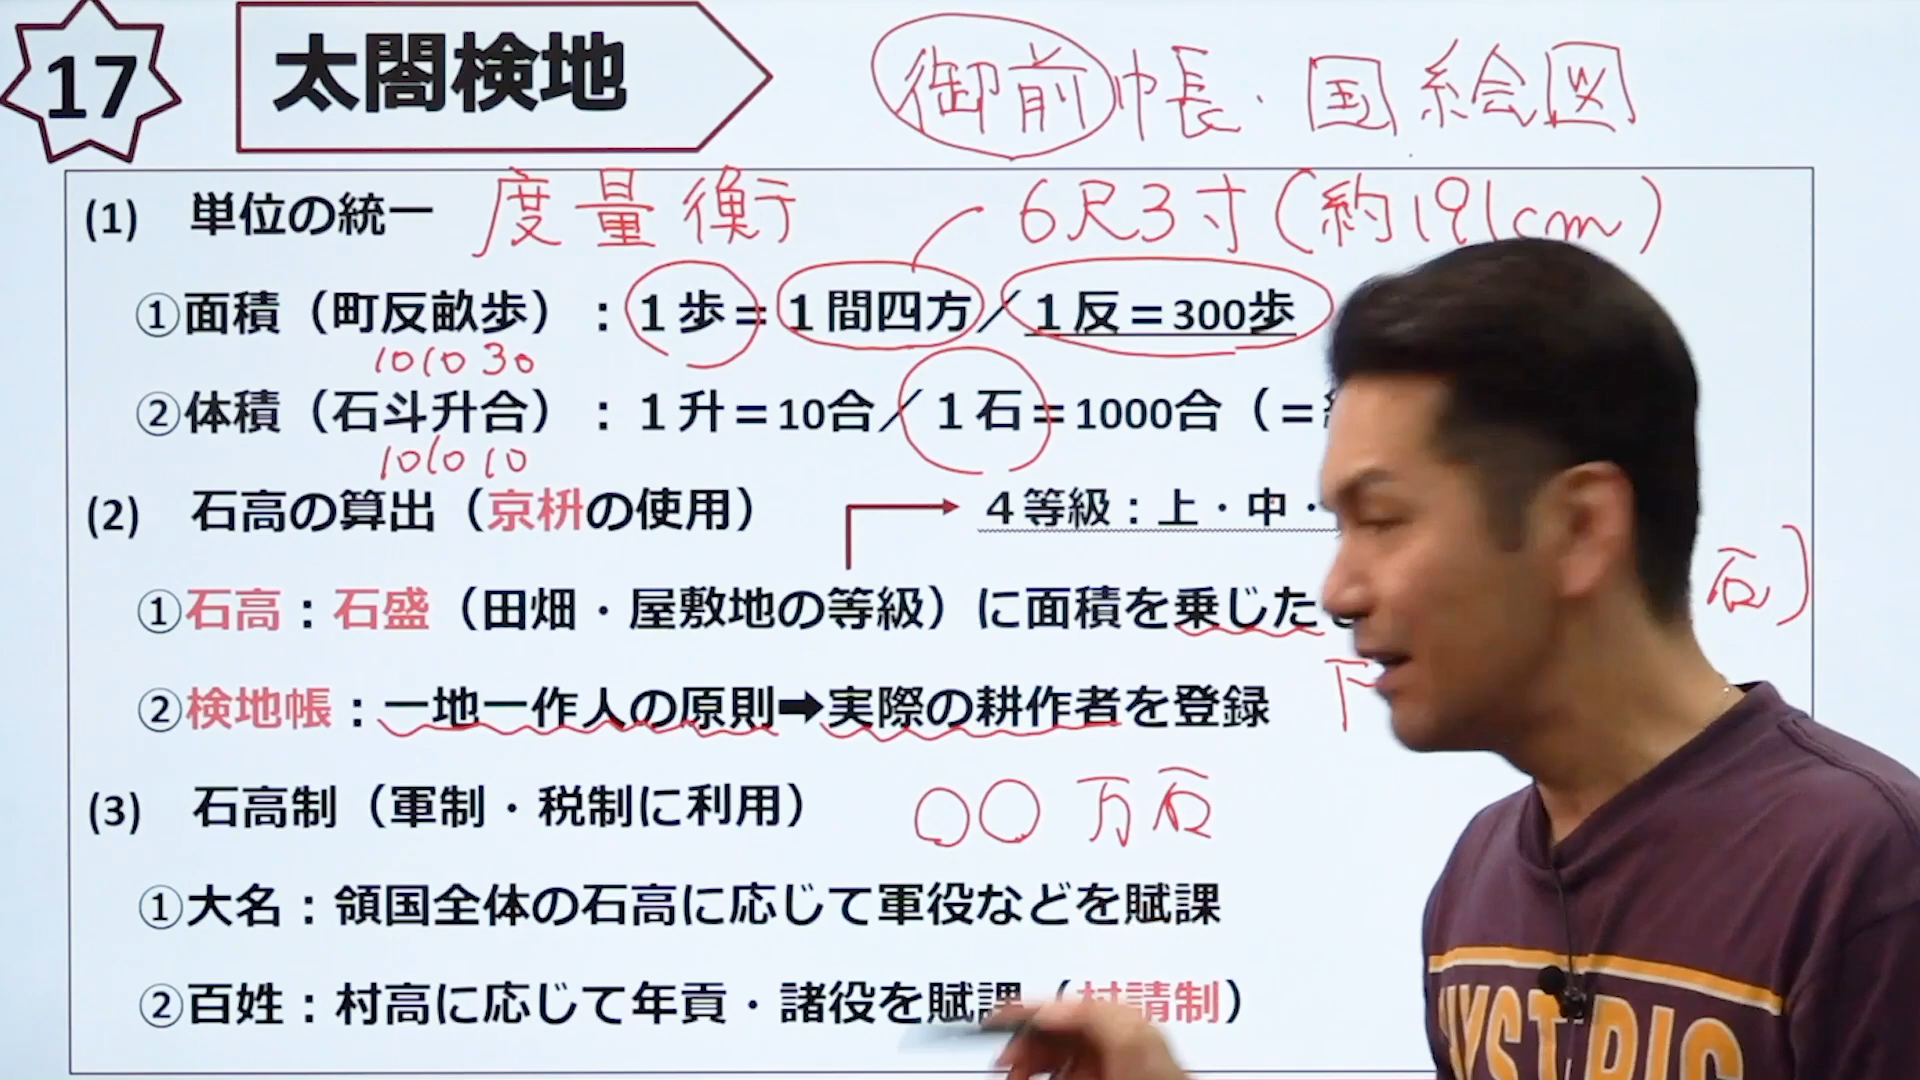 17
太閤検地
御前帳・国絵図
(1) 単位の統一 度量衡
6尺3寸(約191cm)
①面積（町反畝歩）：１歩＝１間四方／１反＝300歩
10 10 30
②体積（石斗升合）：１升＝10合／１石＝1000合（＝
10 10 10
(2) 石高の算出（京枡の使用）
４等級：上・中・
①石高：石盛（田畑・屋敷地の等級）に面積を乗じた
石)
②検地帳：一地一作人の原則➡実際の耕作者を登録
下
(3) 石高制（軍制・税制に利用）
○○万石
①大名：領国全体の石高に応じて軍役などを賦課
②百姓：村高に応じて年貢・諸役を賦課（村請制）